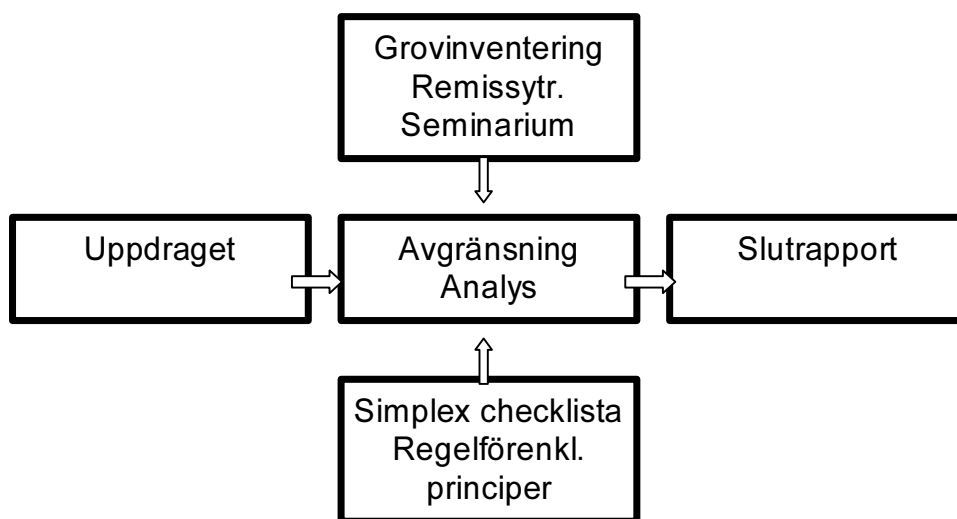 Grovinventering
Remissytr.
Seminarium
Uppdraget
Avgränsning
Analys
Slutrapport
Simplex checklista
Regelförenkl.
principer